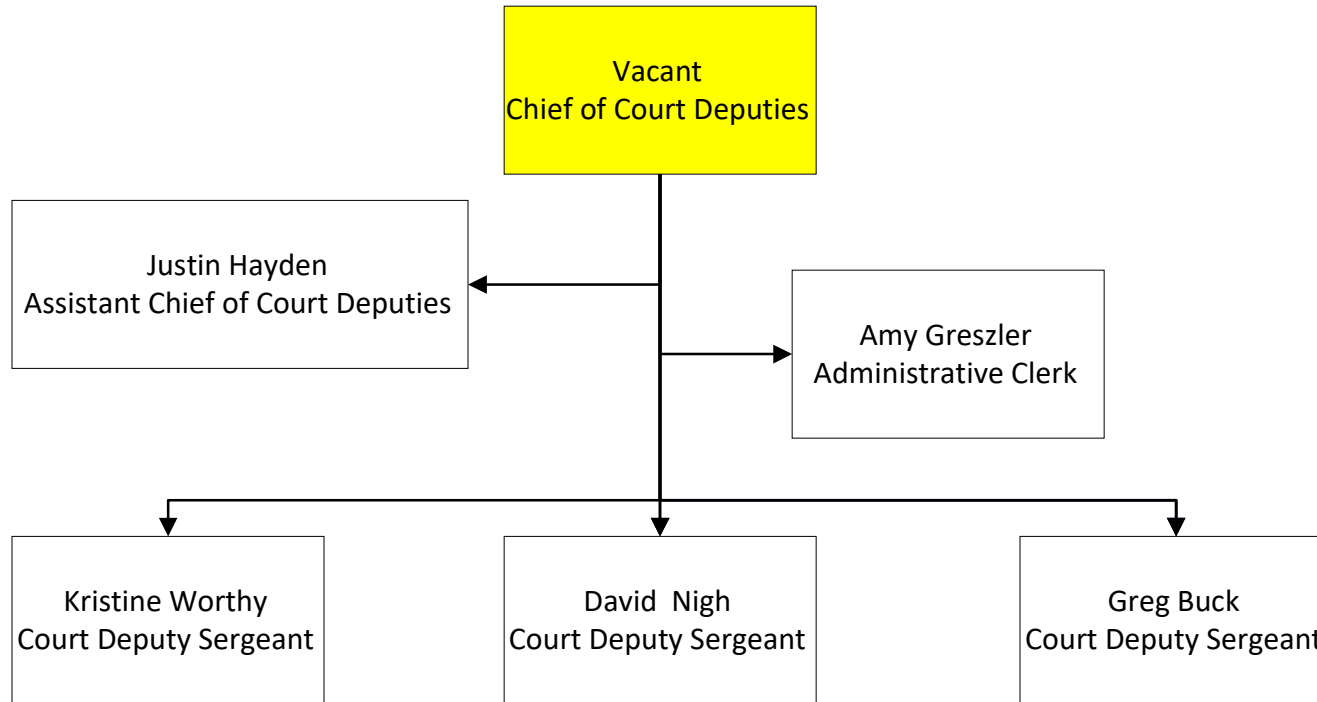 Vacant
Chief of Court Deputies
Justin Hayden
Assistant Chief of Court Deputies
Amy Greszler
Administrative Clerk
Kristine Worthy
Court Deputy Sergeant
David  Nigh
Court Deputy Sergeant
Greg Buck
Court Deputy Sergeant